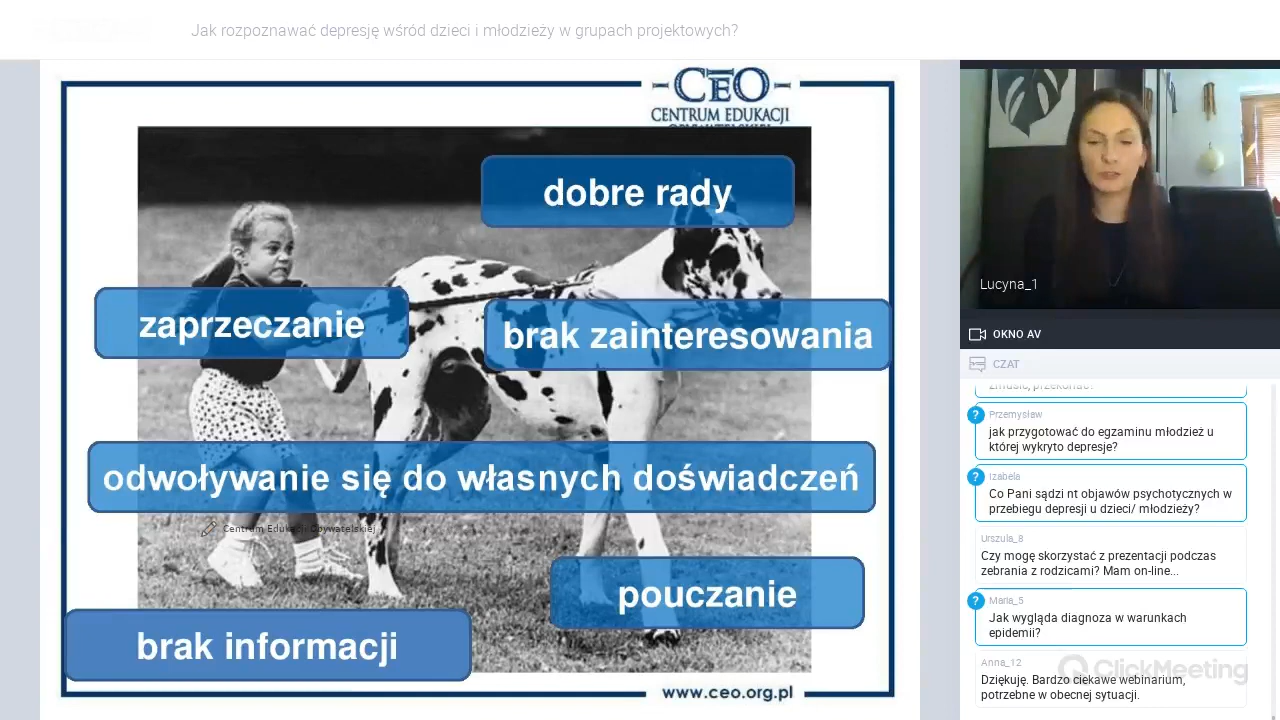 Jak rozpoznawać depresję wśród dzieci i młodzieży w grupach projektowych?
CEO
CENTRUM EDUKACJI
dobre rady
zaprzeczanie
brak zainteresowania
odwoływanie się do własnych doświadczeń
Centrum Edukacji Obywatelskiej
pouczanie
brak informacji
www.ceo.org.pl
Lucyna_1
OKNO AV
CZAT
zmusić, przekonać?
? Przemysław
jak przygotować do egzaminu młodzież u
której wykryto depresje?
? Izabela
Co Pani sądzi nt objawów psychotycznych w
przebiegu depresji u dzieci/ młodzieży?
Urszula_8
Czy mogę skorzystać z prezentacji podczas
zebrania z rodzicami? Mam on-line...
? Maria_5
Jak wygląda diagnoza w warunkach
epidemii?
Anna_12
Dziękuję. Bardzo ciekawe webinarium,
potrzebne w obecnej sytuacji.
ClickMeeting